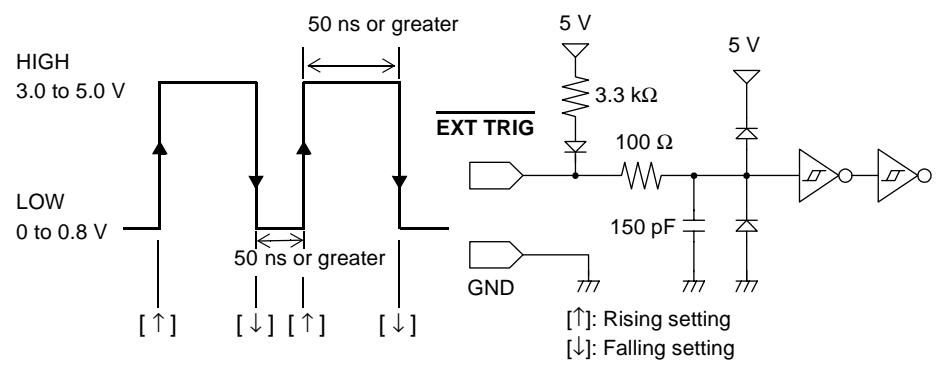 50 ns or greater
HIGH
3.0 to 5.0 V
LOW
0 to 0.8 V
50 ns or greater
[↑]
[↓]
[↑]
[↓]
5 V
5 V
3.3 kΩ
EXT TRIG
100 Ω
150 pF
GND
[↑]: Rising setting
[↓]: Falling setting